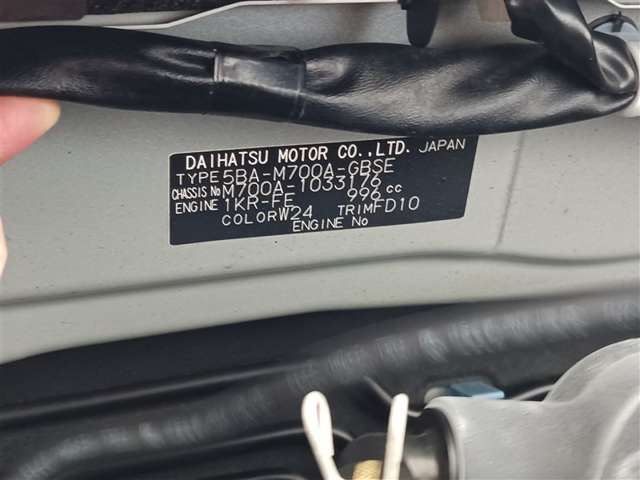 DAIHATSU MOTOR CO.,LTD. JAPAN
TYPE 5BA-M700A-GBSE
CHASSIS No M700A-1033176
ENGINE 1KR-FE 996 cc
COLOR W24 TRIM FD10
ENGINE No